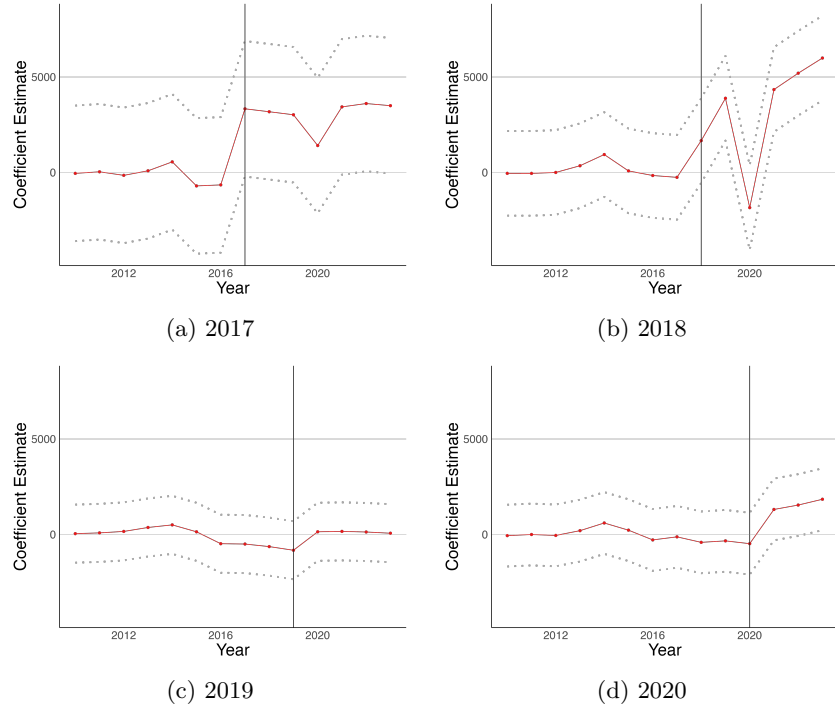 Coefficient Estimate
5000
0
2012
2016
2020
Year
(a) 2017
Coefficient Estimate
5000
0
2012
2016
2020
Year
(b) 2018
Coefficient Estimate
5000
0
2012
2016
2020
Year
(c) 2019
Coefficient Estimate
5000
0
2012
2016
2020
Year
(d) 2020